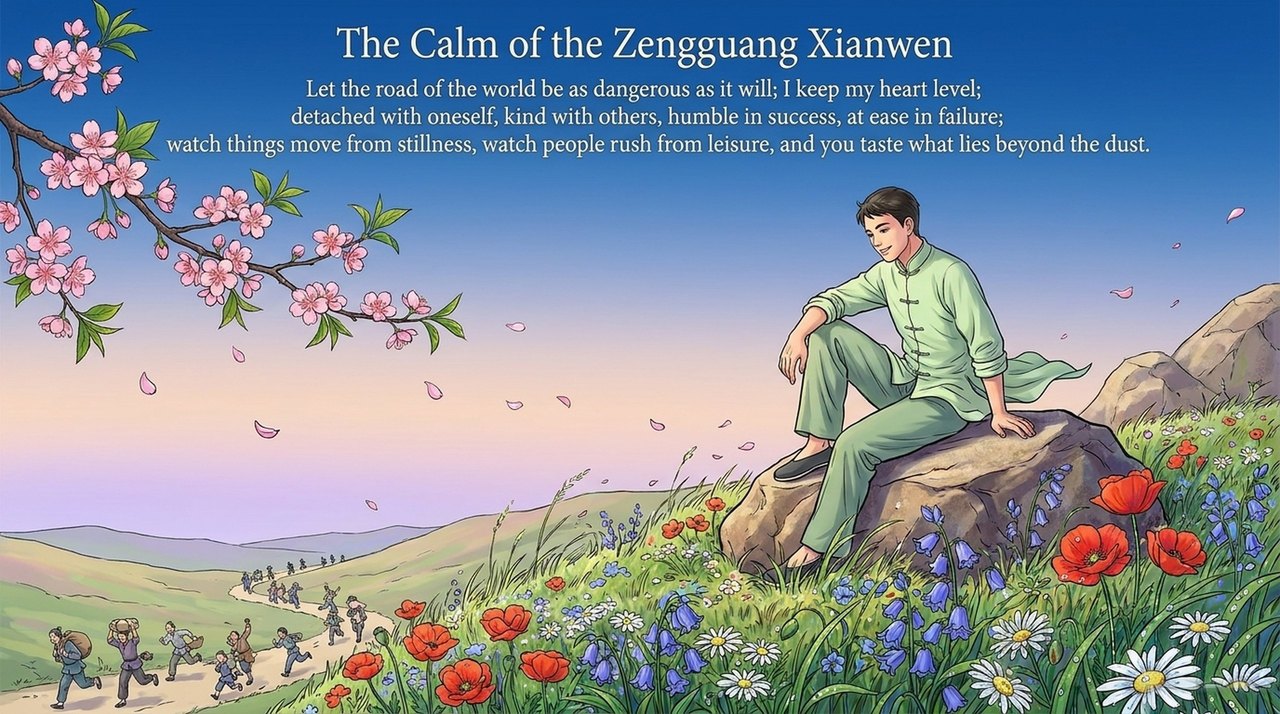 The Calm of the Zengguang Xianwen
Let the road of the world be as dangerous as it will; I keep my heart level;
detached with oneself, kind with others, humble in success, at ease in failure;
watch things move from stillness, watch people rush from leisure, and you taste what lies beyond the dust.